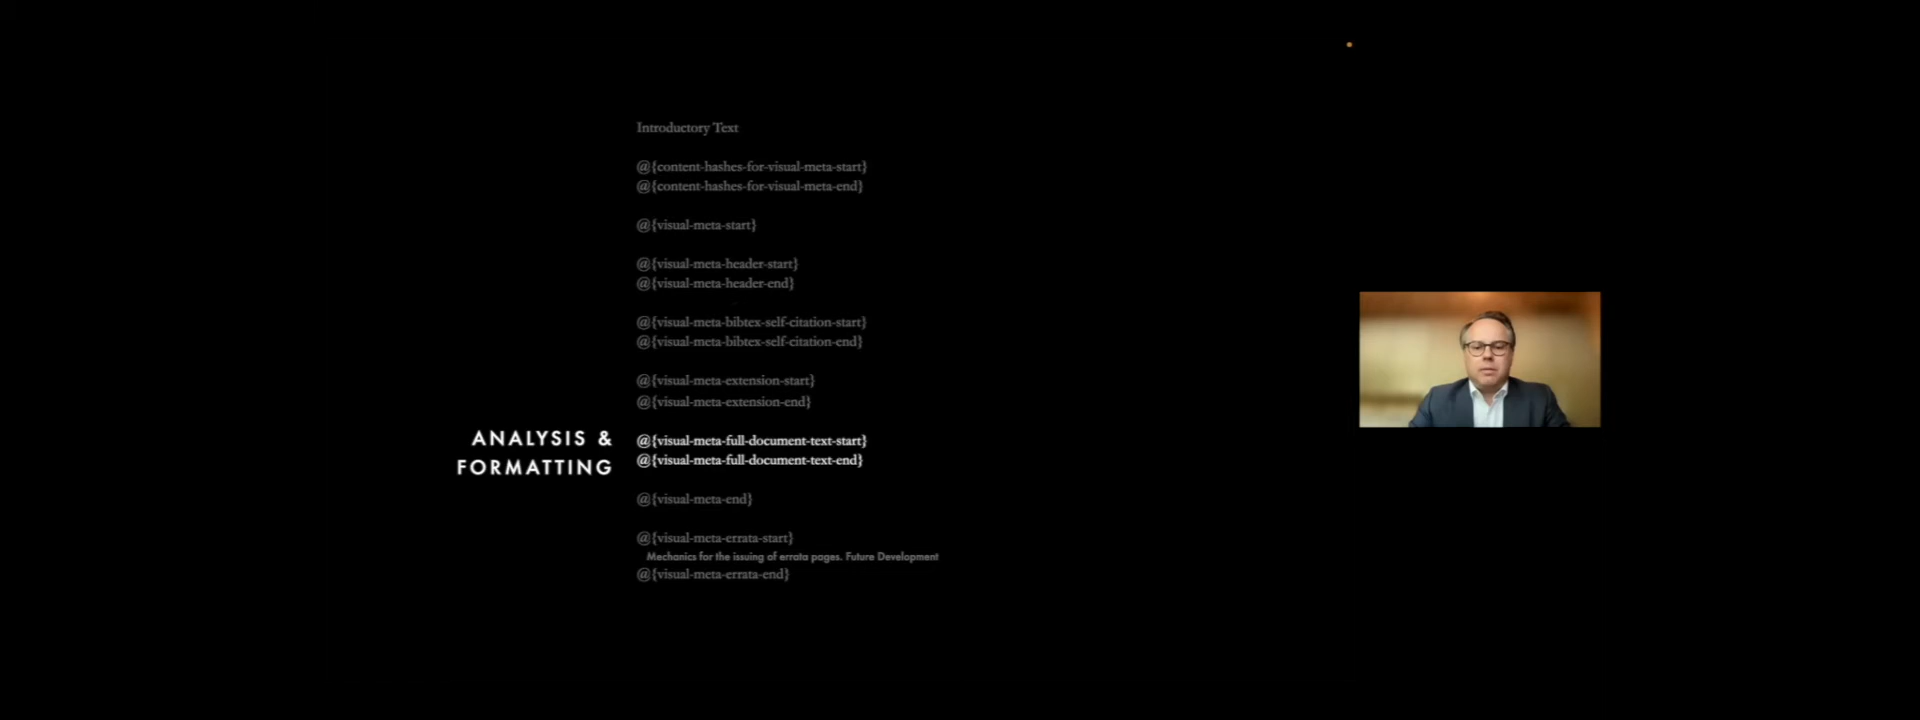 Introductory Text
@{content-hashes-for-visual-meta-start}
@{content-hashes-for-visual-meta-end}
@{visual-meta-start}
@{visual-meta-header-start}
@{visual-meta-header-end}
@{visual-meta-bibtex-self-citation-start}
@{visual-meta-bibtex-self-citation-end}
@{visual-meta-extension-start}
@{visual-meta-extension-end}
ANALYSIS &
FORMATTING
@{visual-meta-full-document-text-start}
@{visual-meta-full-document-text-end}
@{visual-meta-end}
@{visual-meta-errata-start}
Mechanics for the issuing of errata pages. Future Development
@{visual-meta-errata-end}